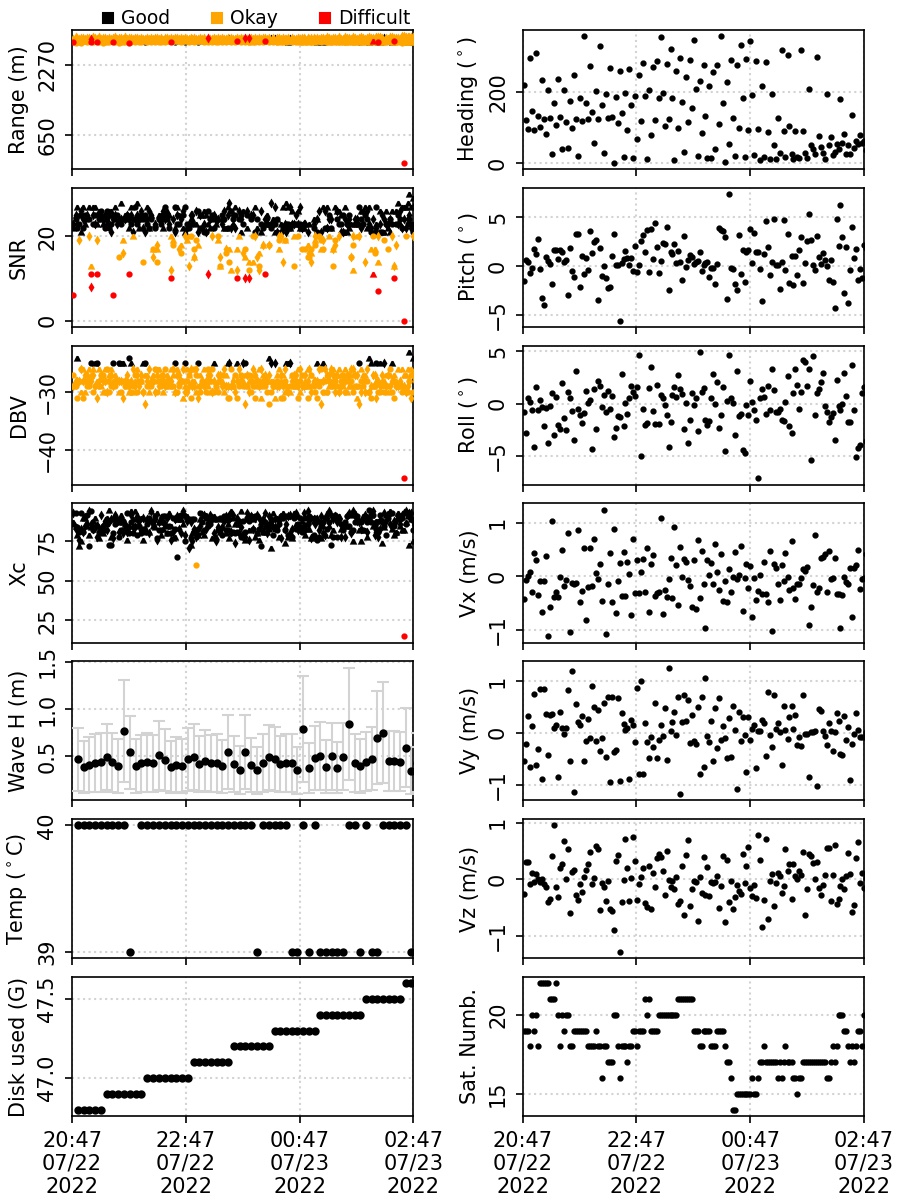 Good Okay Difficult
Range (m)
2270
650
Heading (°)
200
0
SNR
20
0
Pitch (°)
5
0
−5
DBV
−30
−40
Roll (°)
5
0
−5
Xc
75
50
25
Vx (m/s)
1
0
−1
Wave H (m)
1.5
1.0
0.5
Vy (m/s)
1
0
−1
Temp (°C)
40
39
Vz (m/s)
1
0
−1
Disk used (G)
47.5
47.0
Sat. Numb.
20
15
20:47 22:47 00:47 02:47
07/22 07/22 07/23 07/23
2022 2022 2022 2022
20:47 22:47 00:47 02:47
07/22 07/22 07/23 07/23
2022 2022 2022 2022